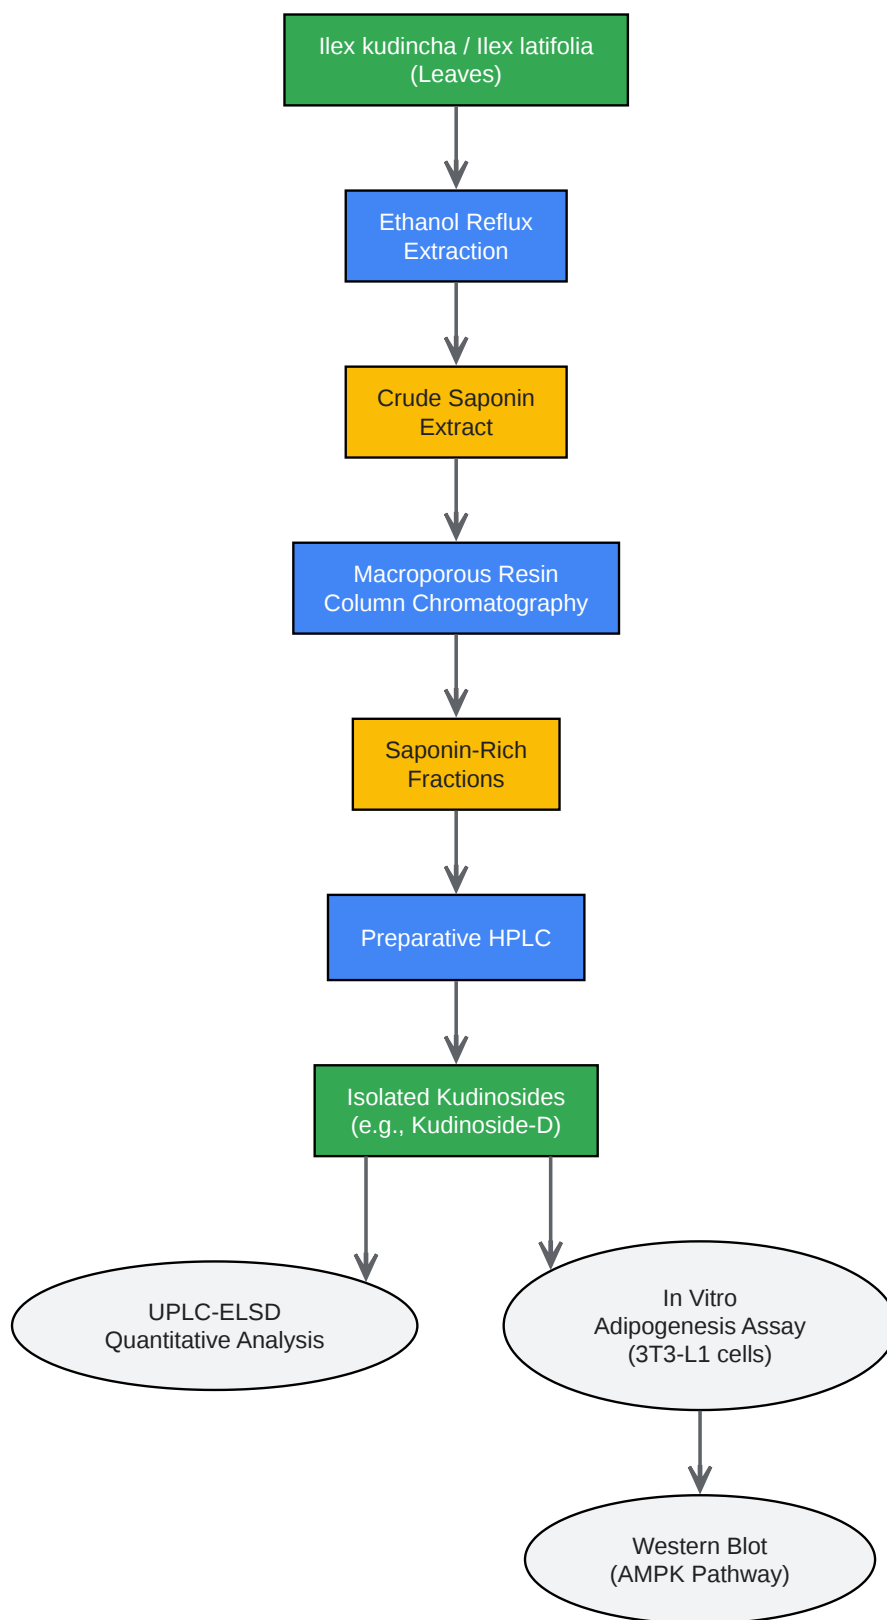 Ilex kudincha / Ilex latifolia
(Leaves)
Ethanol Reflux
Extraction
Crude Saponin
Extract
Macroporous Resin
Column Chromatography
Saponin-Rich
Fractions
Preparative HPLC
Isolated Kudinosides
(e.g., Kudinoside-D)
UPLC-ELSD
Quantitative Analysis
In Vitro
Adipogenesis Assay
(3T3-L1 cells)
Western Blot
(AMPK Pathway)